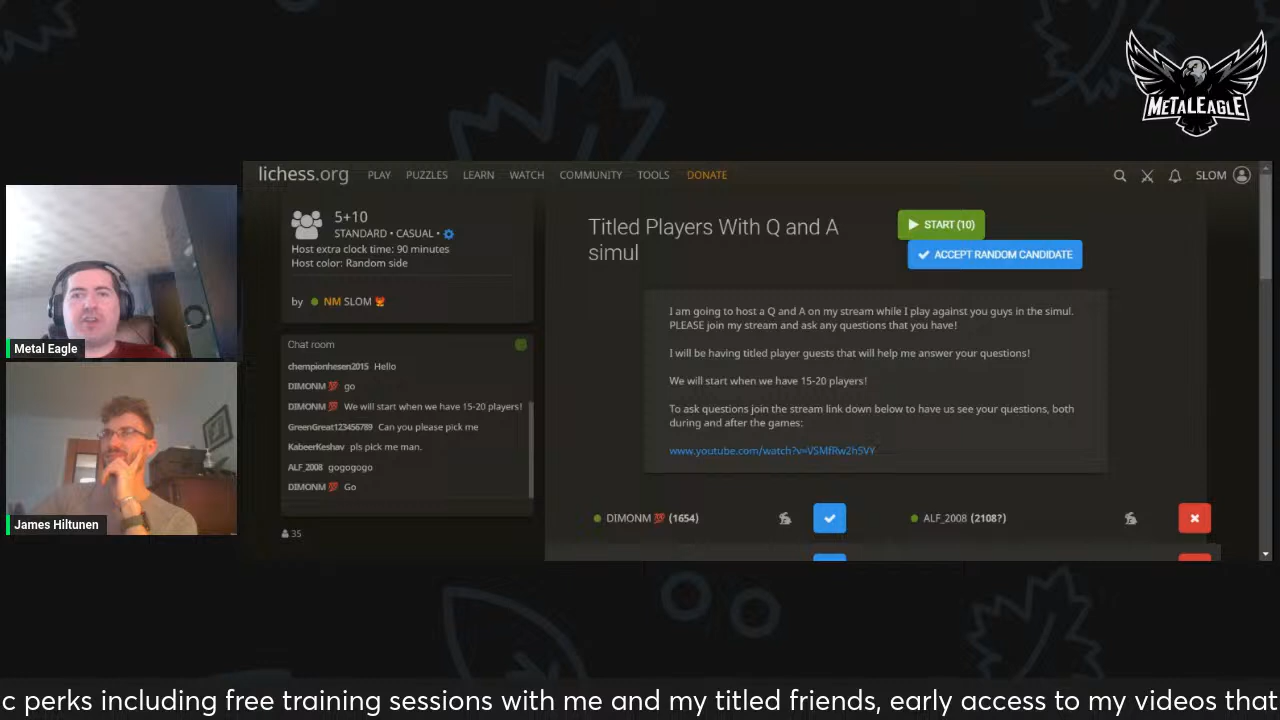 METALEAGLE
lichess.org PLAY PUZZLES LEARN WATCH COMMUNITY TOOLS DONATE SLOM
5+10
STANDARD • CASUAL •
Host extra clock time: 90 minutes
Host color: Random side
by NM SLOM
Titled Players With Q and A
simul
START (10)
ACCEPT RANDOM CANDIDATE
I am going to host a Q and A on my stream while I play against you guys in the simul.
PLEASE join my stream and ask any questions that you have!
I will be having titled player guests that will help me answer your questions!
We will start when we have 15-20 players!
To ask questions join the stream link down below to have us see your questions, both
during and after the games:
www.youtube.com/watch?v=VSMfRw2h5VY
Chat room
chempionhesen2015 Hello
DIMONM 💯 go
DIMONM 💯 We will start when we have 15-20 players!
GreenGreat123456789 Can you please pick me
KabeerKeshav pls pick me man.
ALF_2008 gogogogo
DIMONM 💯 Go
35
DIMONM 💯 (1654)
ALF_2008 (2108?)
Metal Eagle
James Hiltunen
c perks including free training sessions with me and my titled friends, early access to my videos that